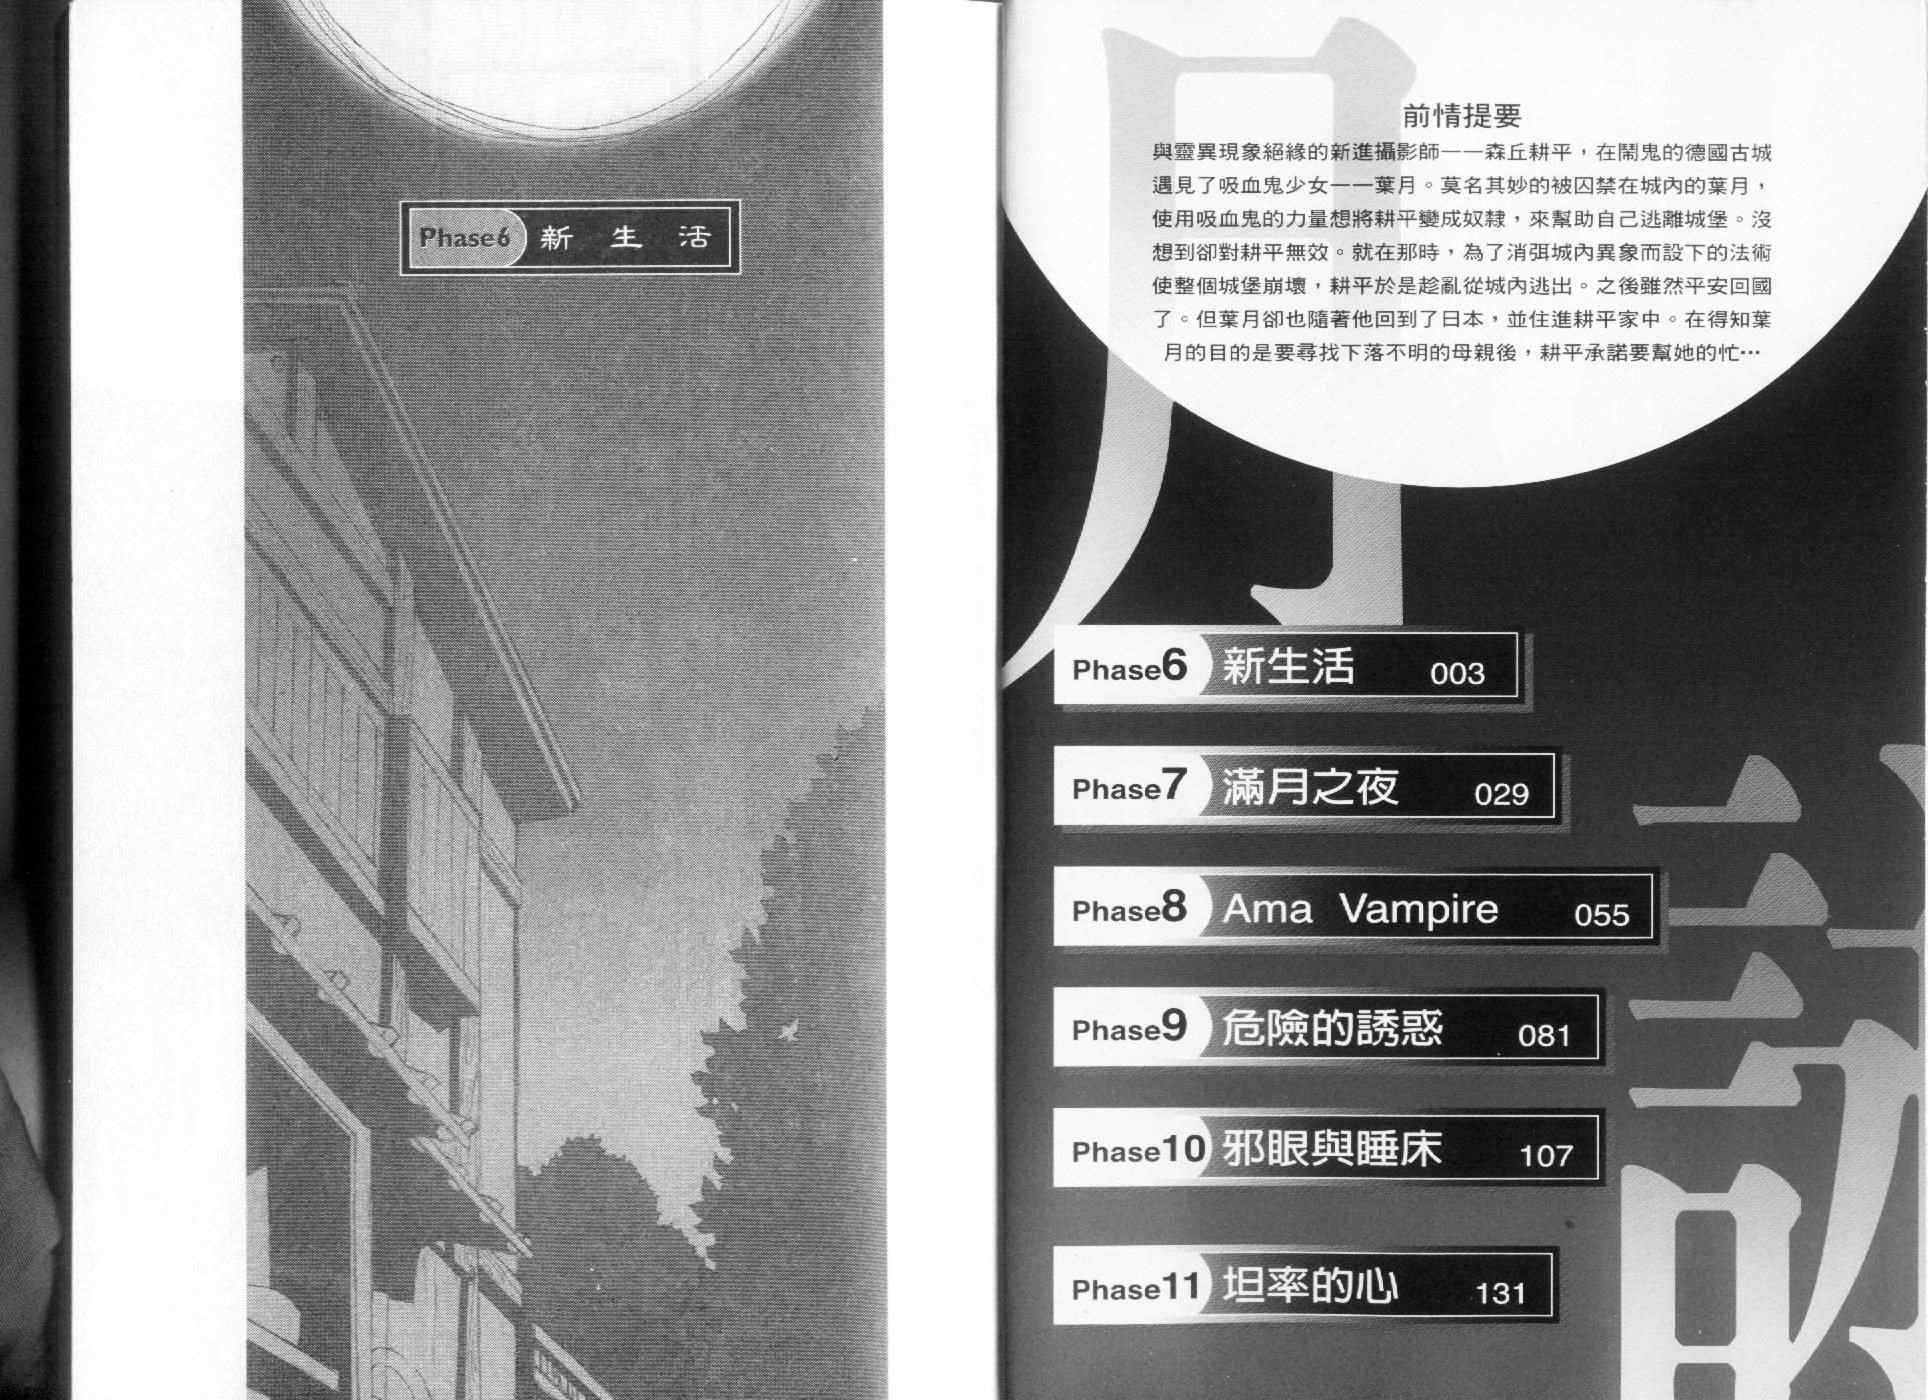 前情提要
與靈異現象絕緣的新進攝影師——森丘耕平，在鬧鬼的德國古城
遇見了吸血鬼少女——葉月。莫名其妙的被囚禁在城內的葉月，
使用吸血鬼的力量想將耕平變成奴隸，來幫助自己逃離城堡。沒
想到卻對耕平無效。就在那時，為了消弭城內異象而設下的法術
使整個城堡崩壞，耕平於是趁亂從城內逃出。之後雖然平安回國
了。但葉月卻也隨著他回到了日本，並住進耕平家中。在得知葉
月的目的是要尋找下落不明的母親後，耕平承諾要幫她的忙…
Phase6 新生活 003
Phase7 滿月之夜 029
Phase8 Ama Vampire 055
Phase9 危險的誘惑 081
Phase10 邪眼與睡床 107
Phase11 坦率的心 131
月
Phase6 新 生 活